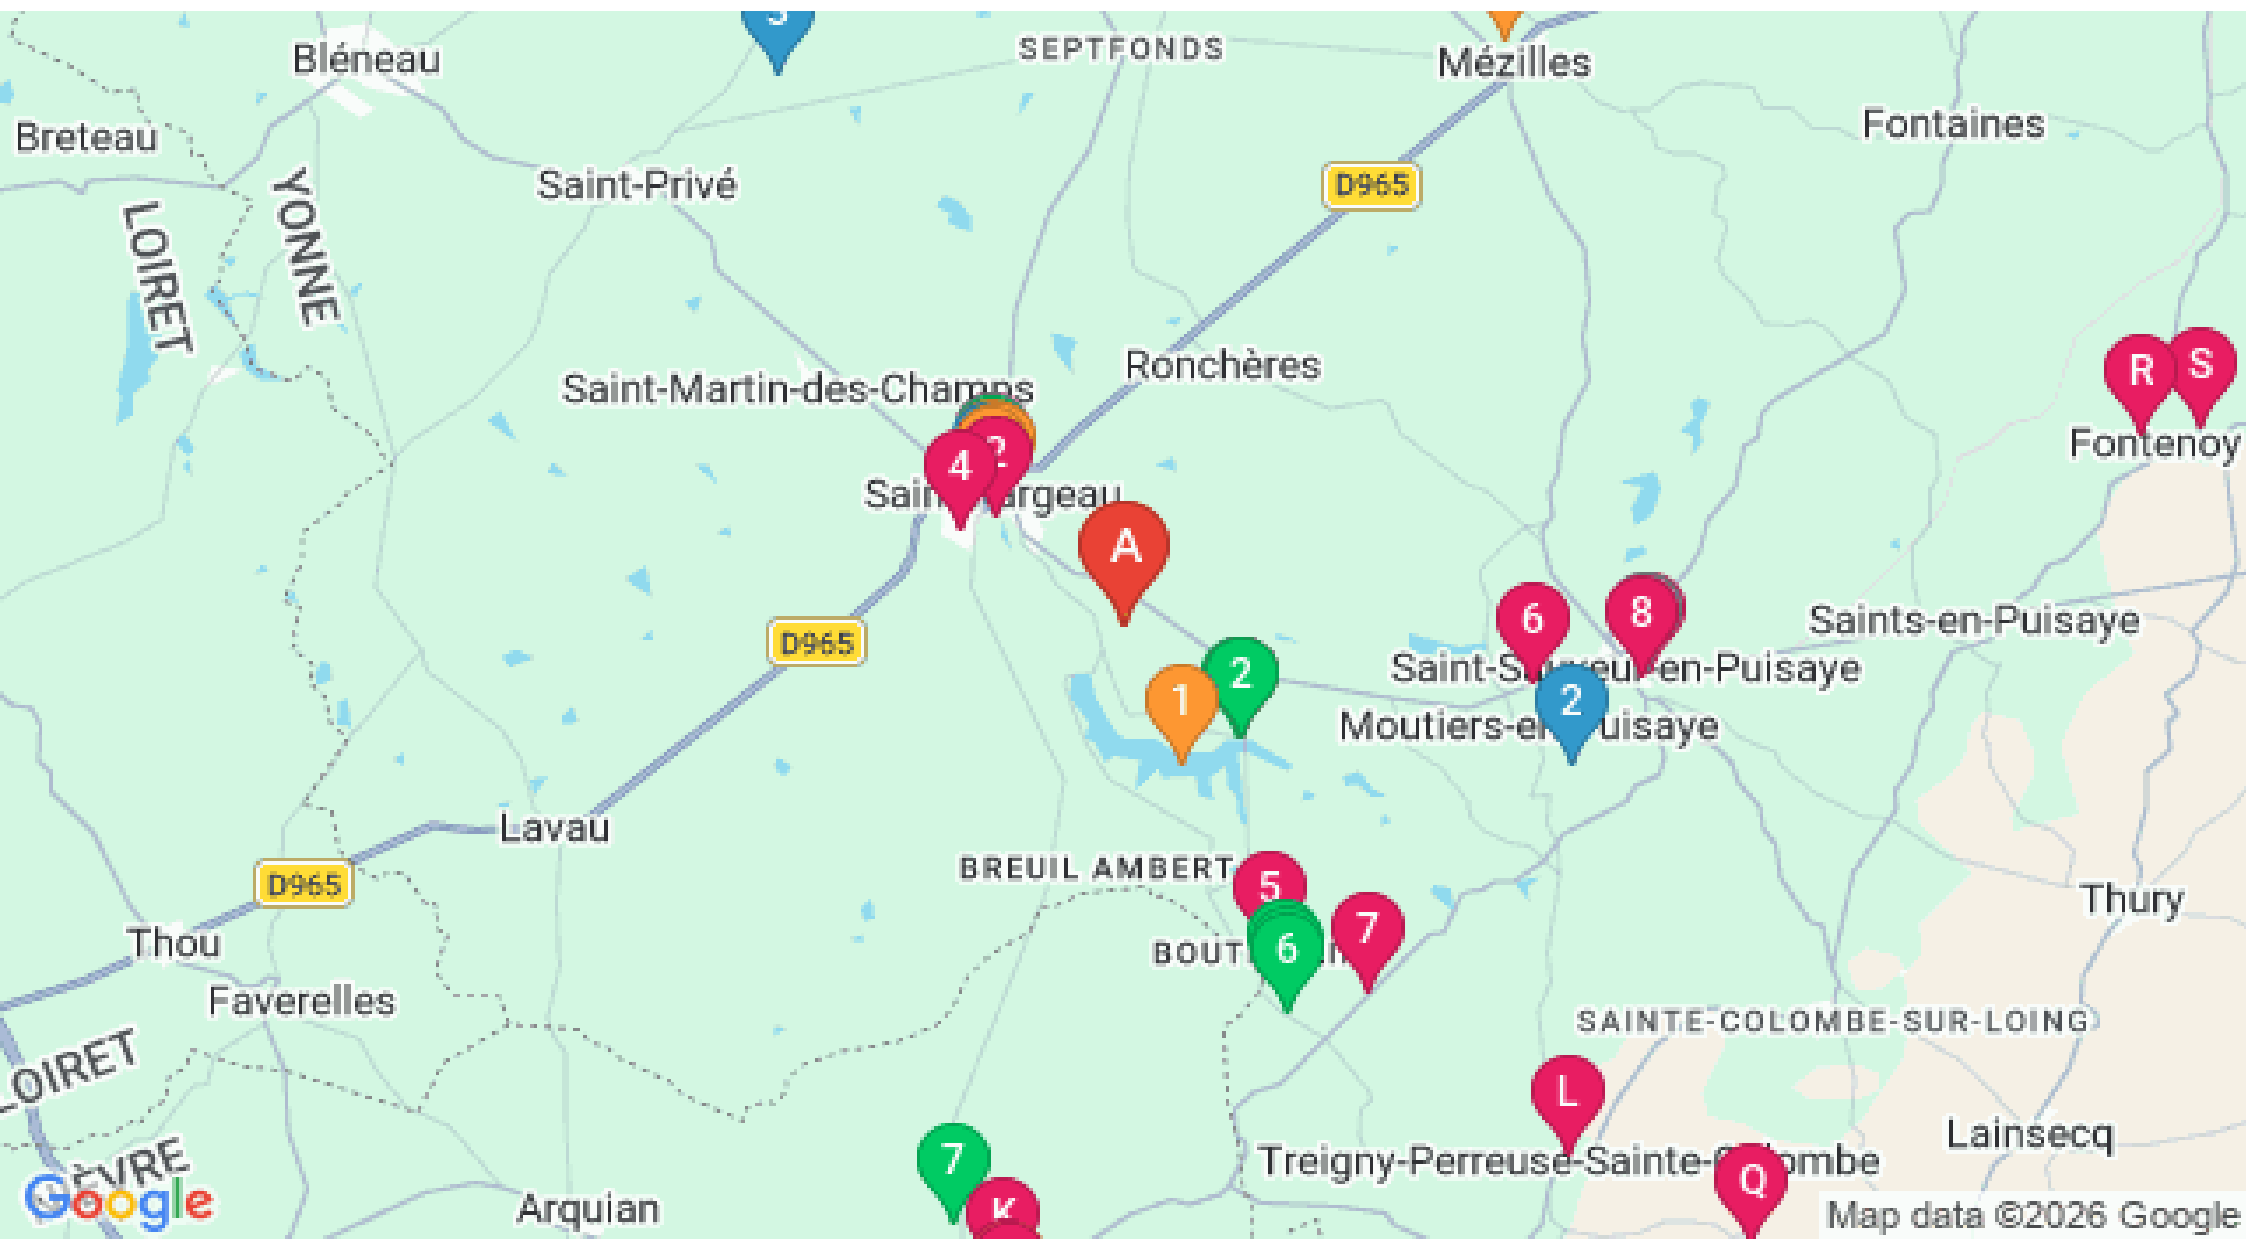 3
Bléneau
SEPTFONDS
Mézilles
Breteau
Fontaines
YONNE
Saint-Privé
D965
LOIRET
Ronchères
Saint-Martin-des-Champs
R
S
Fontenoy
4
2
A
6
8
Saints-en-Puisaye
D965
2
1
2
Lavau
BREUIL AMBERT
5
D965
7
Thury
Thou
6
Faverelles
SAINTE-COLOMBE-SUR-LOING
LOIRET
L
Lainsecq
7
Q
K
Arquian
Google
Map data ©2026 Google